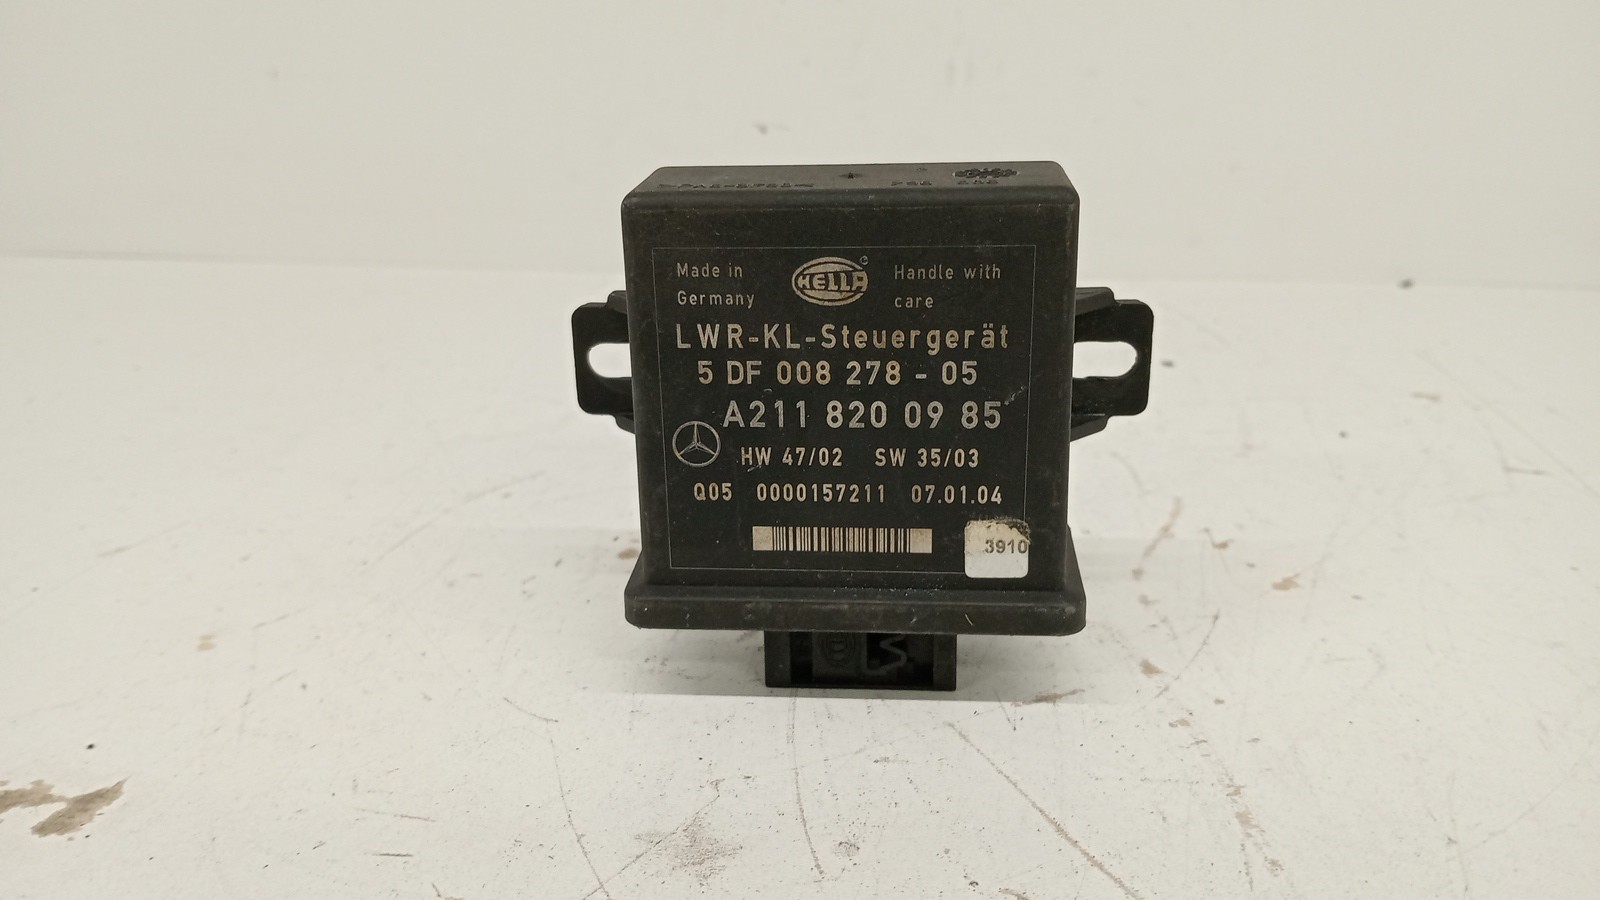 Made in
Germany
HELLA
Handle with
care
LWR-KL-Steuergerät
5 DF 008 278 - 05
A211 820 09 85
HW 47/02 SW 35/03
Q05 0000157211 07.01.04
3910